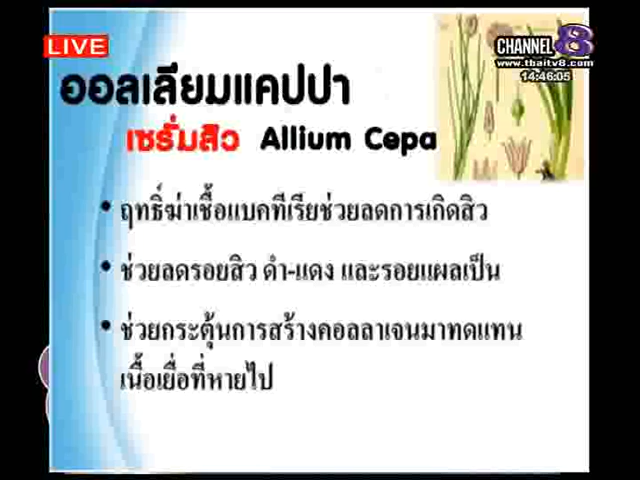 LIVE
CHANNEL 8
www.thaitv8.com
14:46:05
ออลเลียมแคปปา
เซรั่มสิว Allium Cepa
• ฤทธิ์ฆ่าเชื้อแบคทีเรียช่วยลดการเกิดสิว
• ช่วยลดรอยสิว ดำ-แดง และรอยแผลเป็น
• ช่วยกระตุ้นการสร้างคอลลาเจนมาทดแทน
เนื้อเยื่อที่หายไป